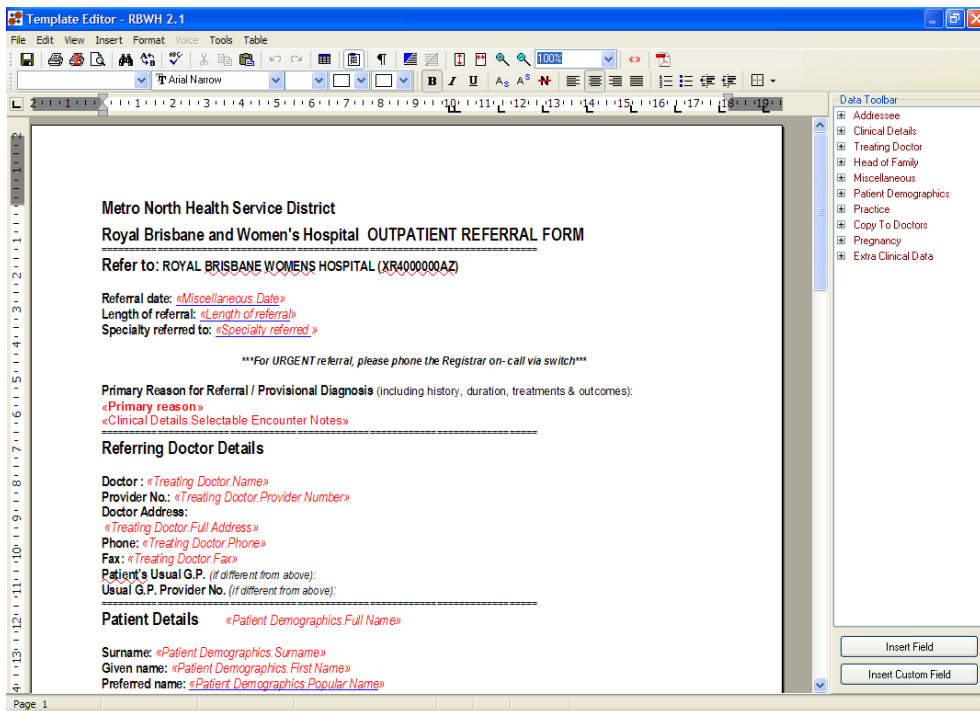 Template Editor - RBWH 2.1
File Edit View Insert Format Voice Tools Table
100%
Arial Narrow
B I U
Metro North Health Service District
Royal Brisbane and Women's Hospital OUTPATIENT REFERRAL FORM
Refer to: ROYAL BRISBANE WOMENS HOSPITAL (XR4000000AZ)
Referral date: «Miscellaneous.Date»
Length of referral: «Length of referral»
Specialty referred to: «Specialty referred »
***For URGENT referral, please phone the Registrar on- call via switch***
Primary Reason for Referral / Provisional Diagnosis (including history, duration, treatments & outcomes):
«Primary reason»
«Clinical Details.Selectable Encounter Notes»
Referring Doctor Details
Doctor : «Treating Doctor.Name»
Provider No.: «Treating Doctor.Provider Number»
Doctor Address:
«Treating Doctor.Full Address»
Phone: «Treating Doctor.Phone»
Fax: «Treating Doctor.Fax»
Patient's Usual G.P. (if different from above):
Usual G.P. Provider No. (if different from above):
Patient Details «Patient Demographics.Full Name»
Surname: «Patient Demographics.Surname»
Given name: «Patient Demographics.First Name»
Preferred name: «Patient Demographics.Popular Name»
Data Toolbar
Addressee
Clinical Details
Treating Doctor
Head of Family
Miscellaneous
Patient Demographics
Practice
Copy To Doctors
Pregnancy
Extra Clinical Data
Insert Field
Insert Custom Field
Page 1